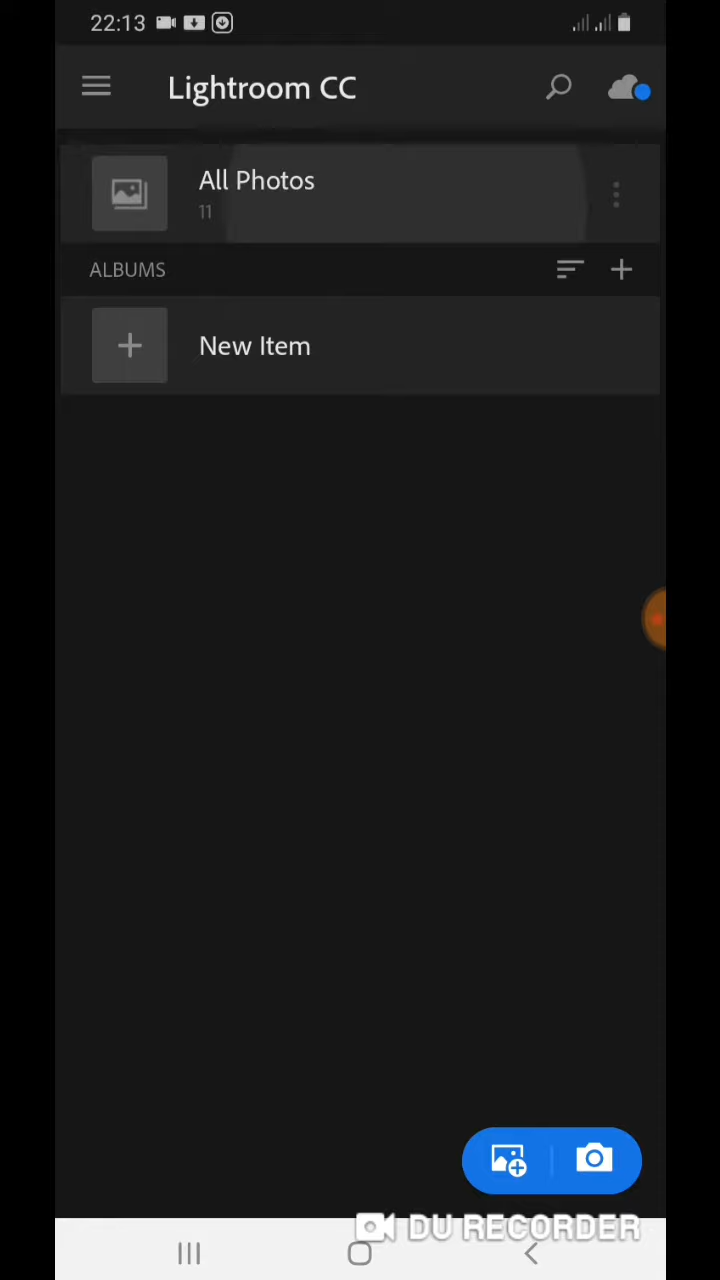 22:13
Lightroom CC
All Photos
11
ALBUMS
New Item
DU RECORDER